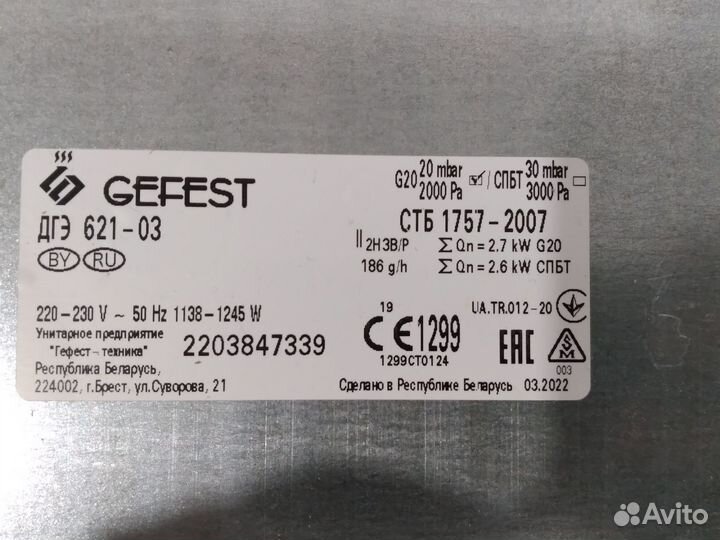 GEFEST
ДГЭ 621-03
BY RU
G20 20 mbar 2000 Pa / СПБТ 30 mbar 3000 Pa
СТБ 1757-2007
II 2H3B/P Σ Qn = 2.7 kW G20
186 g/h Σ Qn = 2.6 kW СПБТ
220-230 V ~ 50 Hz 1138-1245 W
Унитарное предприятие
"Гефест-техника"
Республика Беларусь,
224002, г.Брест, ул.Суворова, 21
2203847339
19
CE 1299
1299CT0124
UA.TR.012-20
EAC
003
Сделано в Республике Беларусь 03.2022
Avito